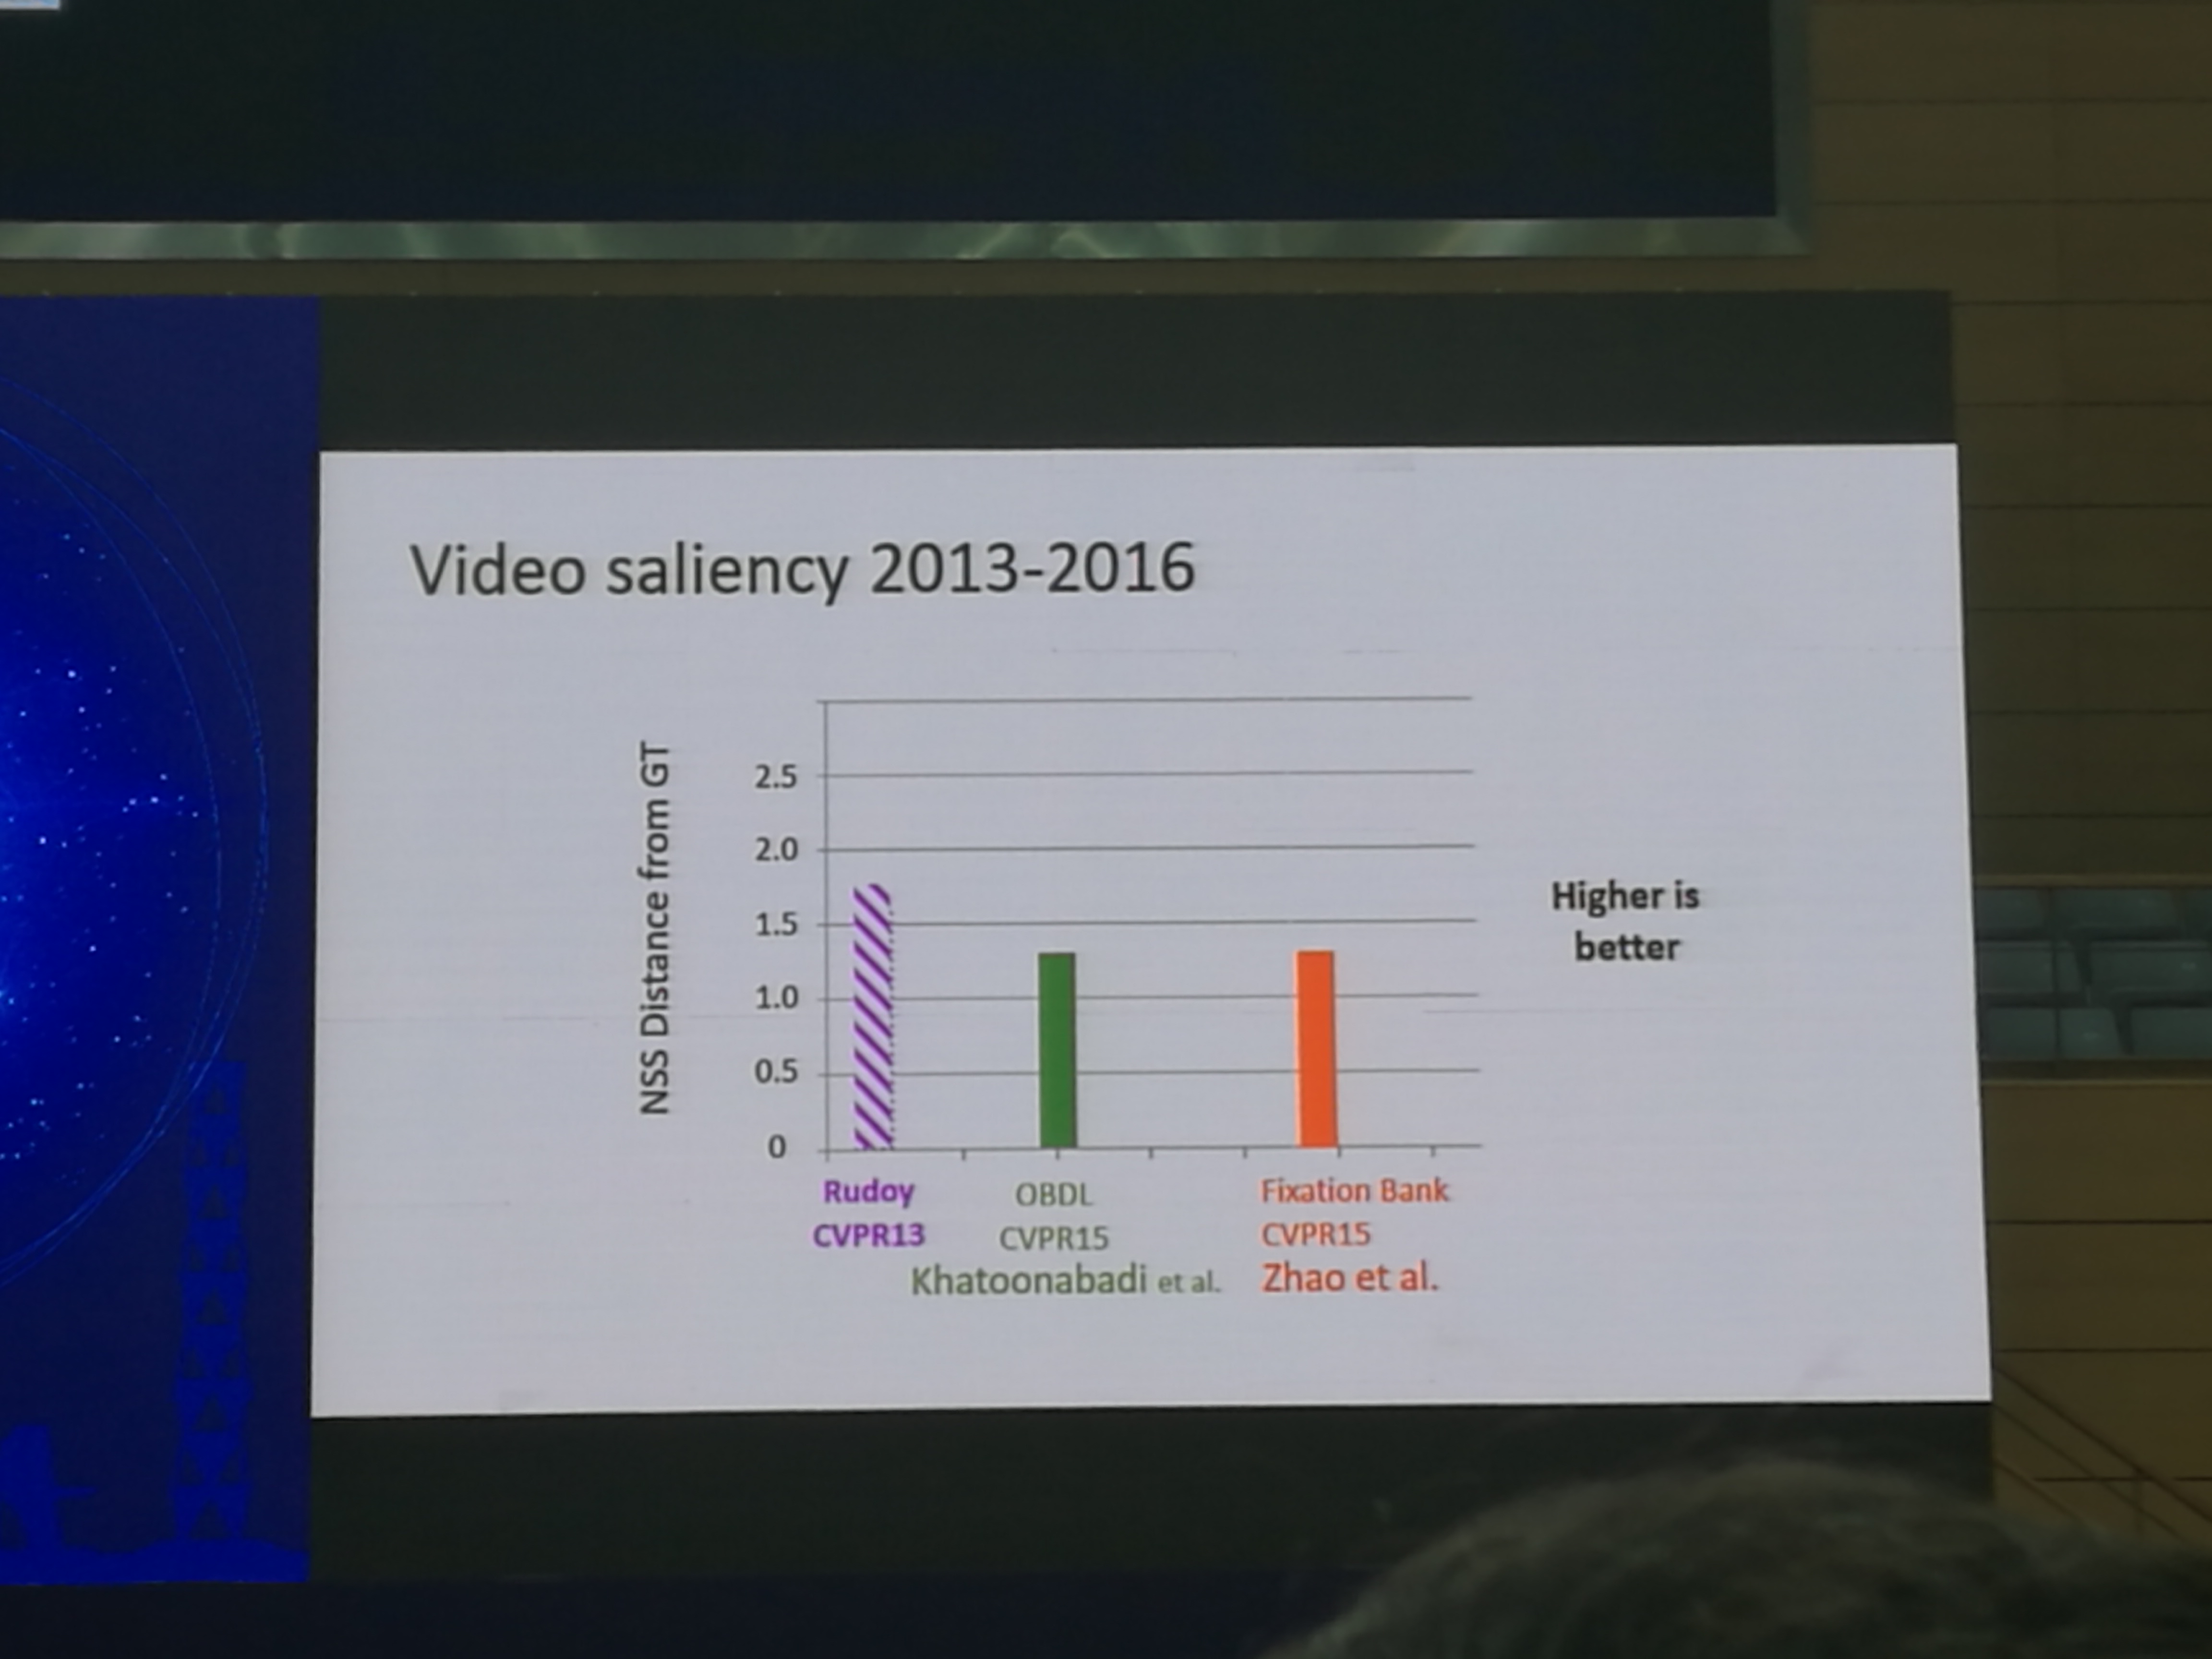 Video saliency 2013-2016
NSS Distance from GT
2.5
2.0
1.5
1.0
0.5
0
Higher is
better
Rudoy
CVPR13
OBDL
CVPR15
Khatoonabadi et al.
Fixation Bank
CVPR15
Zhao et al.